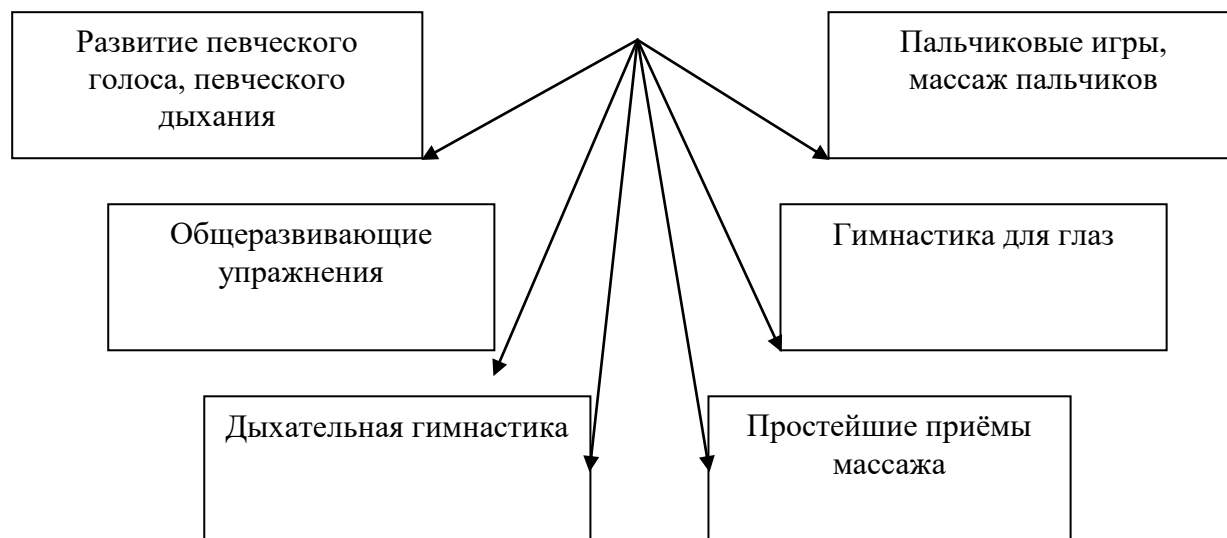 Развитие певческого
голоса, певческого
дыхания
Пальчиковые игры,
массаж пальчиков
Общеразвивающие
упражнения
Гимнастика для глаз
Дыхательная гимнастика
Простейшие приёмы
массажа